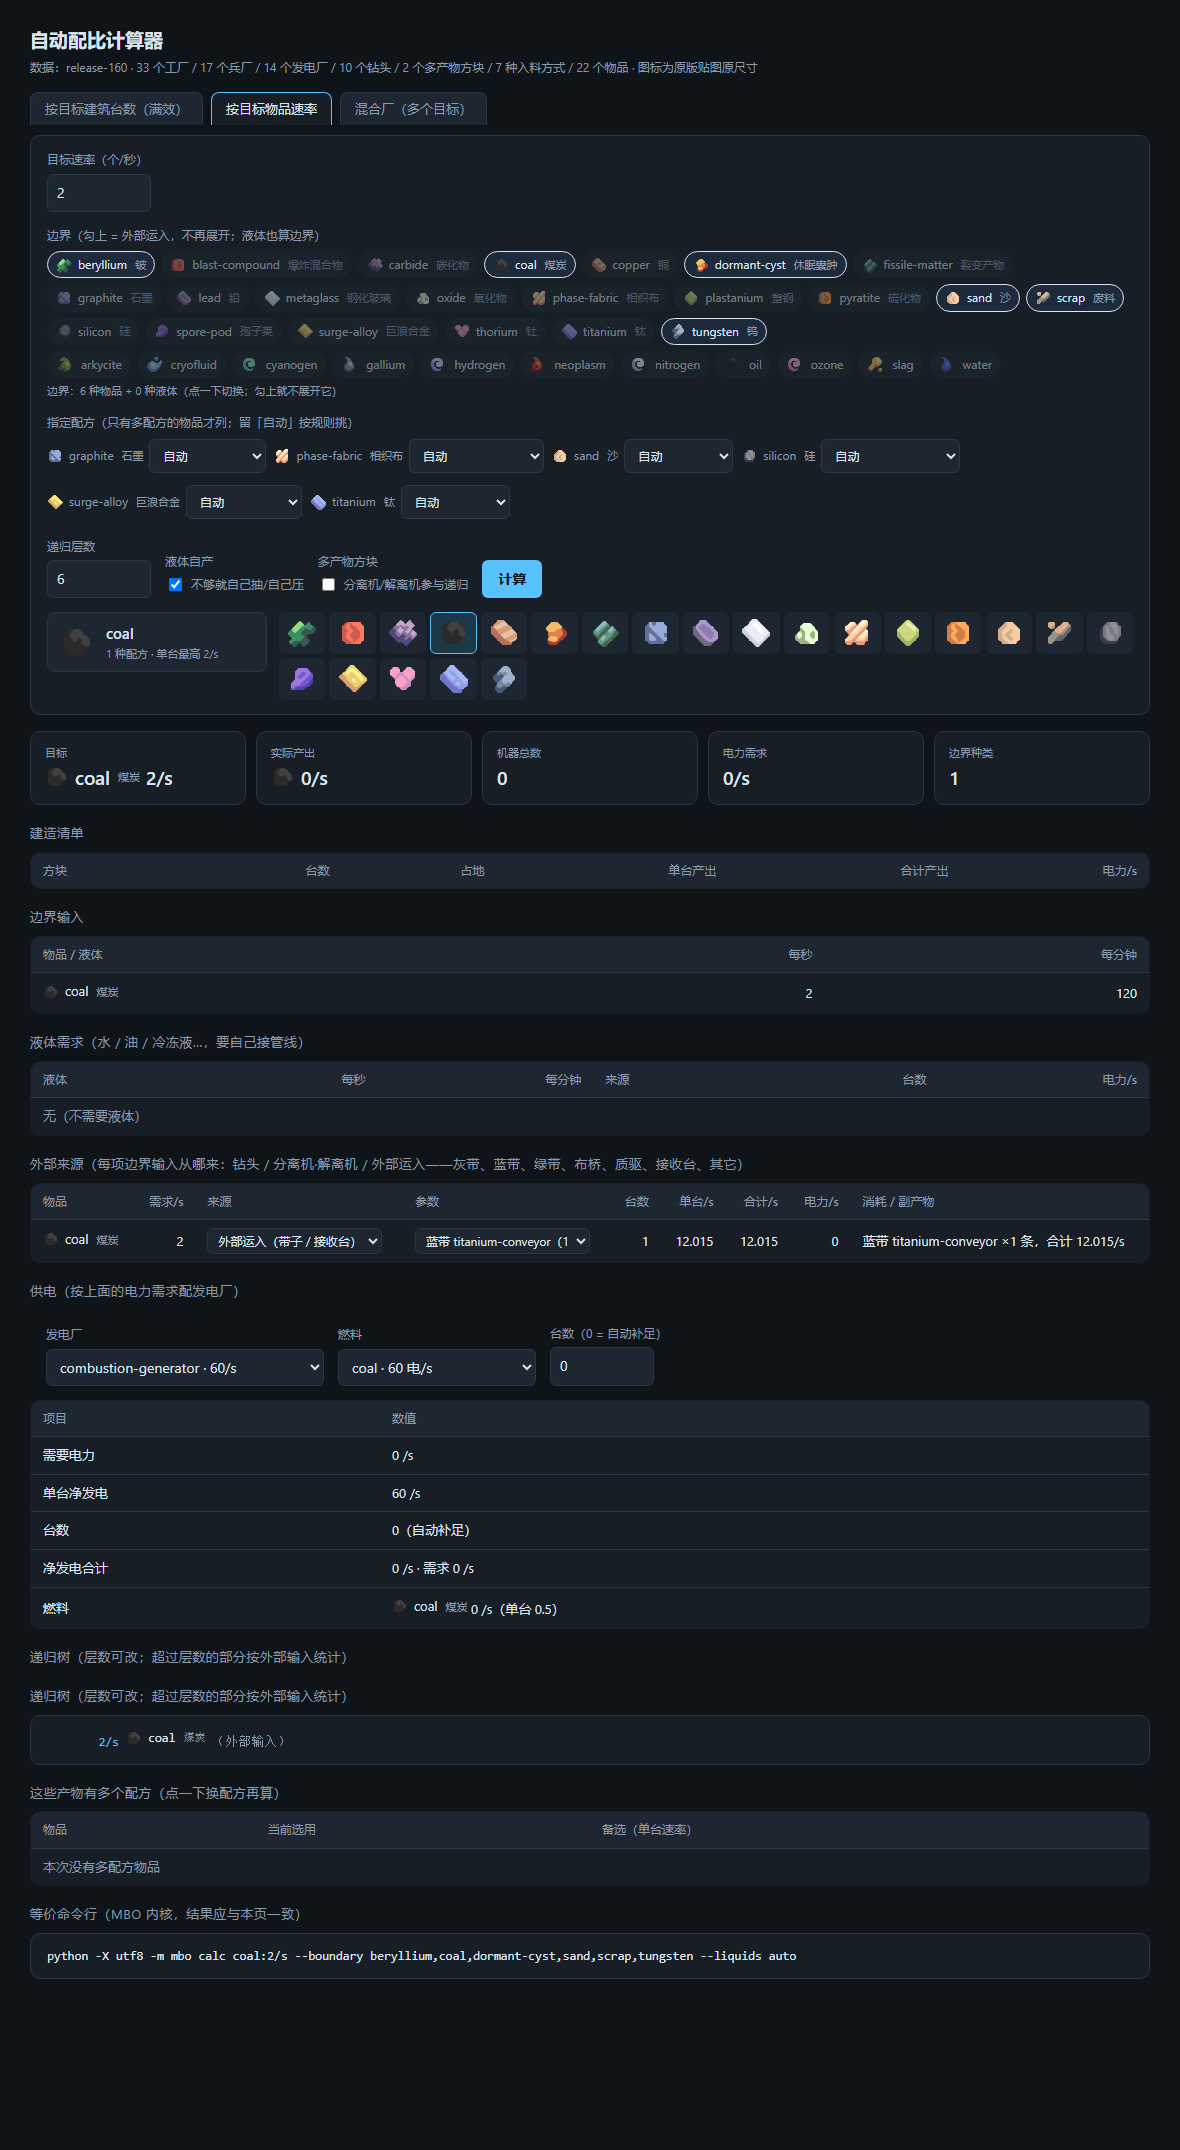 自动配比计算器
数据：release-160 · 33 个工厂 / 17 个兵厂 / 14 个发电厂 / 10 个钻头 / 2 个多产物方块 / 7 种入料方式 / 22 个物品 · 图标为原版贴图原尺寸
按目标建筑台数（满效） 按目标物品速率 混合厂（多个目标）
目标速率（个/秒）
2
边界（勾上 = 外部运入，不再展开；液体也算边界）
beryllium 铍 blast-compound 爆炸混合物 carbide 碳化物 coal 煤炭 copper 铜 dormant-cyst 休眠囊肿 fissile-matter 裂变产物
graphite 石墨 lead 铅 metaglass 钢化玻璃 oxide 氧化物 phase-fabric 相织布 plastanium 塑钢 pyratite 硫化物 sand 沙 scrap 废料
silicon 硅 spore-pod 孢子荚 surge-alloy 巨浪合金 thorium 钍 titanium 钛 tungsten 钨
arkycite cryofluid cyanogen gallium hydrogen neoplasm nitrogen oil ozone slag water
边界：6 种物品 + 0 种液体（点一下切换；勾上就不展开它）
指定配方（只有多配方的物品才列；留「自动」按规则挑）
graphite 石墨 自动 phase-fabric 相织布 自动 sand 沙 自动 silicon 硅 自动
surge-alloy 巨浪合金 自动 titanium 钛 自动
递归层数 液体自产 多产物方块
6 不够就自己抽/自己压 分离机/解离机参与递归 计算
coal
1 种配方 · 单台最高 2/s
目标 实际产出 机器总数 电力需求 边界种类
coal 煤炭 2/s 0/s 0 0/s 1
建造清单
方块 台数 占地 单台产出 合计产出 电力/s
边界输入
物品 / 液体 每秒 每分钟
coal 煤炭 2 120
液体需求（水 / 油 / 冷冻液...，要自己接管线）
液体 每秒 每分钟 来源 台数 电力/s
无（不需要液体）
外部来源（每项边界输入从哪来：钻头 / 分离机·解离机 / 外部运入——灰带、蓝带、绿带、布桥、质驱、接收台、其它）
物品 需求/s 来源 参数 台数 单台/s 合计/s 电力/s 消耗 / 副产物
coal 煤炭 2 外部运入（带子 / 接收台） 蓝带 titanium-conveyor（1 1 12.015 12.015 0 蓝带 titanium-conveyor ×1 条，合计 12.015/s
供电（按上面的电力需求配发电厂）
发电厂 燃料 台数（0 = 自动补足）
combustion-generator · 60/s coal · 60 电/s 0
项目 数值
需要电力 0 /s
单台净发电 60 /s
台数 0（自动补足）
净发电合计 0 /s · 需求 0 /s
燃料 coal 煤炭 0 /s（单台 0.5）
递归树（层数可改；超过层数的部分按外部输入统计）
递归树（层数可改；超过层数的部分按外部输入统计）
2/s coal 煤炭 （外部输入）
这些产物有多个配方（点一下换配方再算）
物品 当前选用 备选（单台速率）
本次没有多配方物品
等价命令行（MBO 内核，结果应与本页一致）
python -X utf8 -m mbo calc coal:2/s --boundary beryllium,coal,dormant-cyst,sand,scrap,tungsten --liquids auto